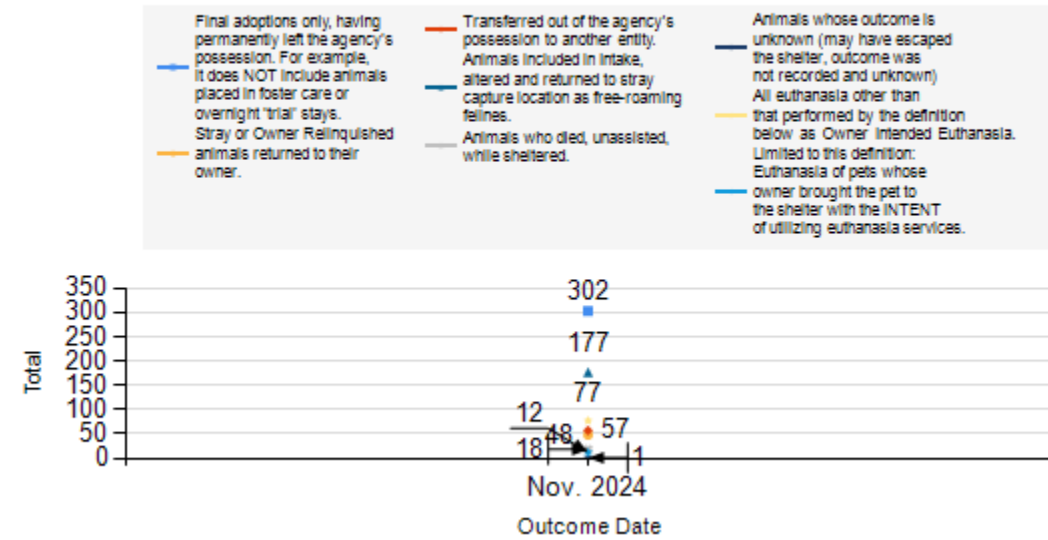 Final adoptions only, having
permanently left the agency's
possession. For example,
it does NOT include animals
placed in foster care or
overnight "trial" stays.
Stray or Owner Relinquished
animals returned to their
owner.
Transferred out of the agency's
possession to another entity.
Animals included in intake,
altered and returned to stray
capture location as free-roaming
felines.
Animals who died, unassisted,
while sheltered.
Animals whose outcome is
unknown (may have escaped
the shelter, outcome was
not recorded and unknown)
All euthanasia other than
that performed by the definition
below as Owner Intended Euthanasia.
Limited to this definition:
Euthanasia of pets whose
owner brought the pet to
the shelter with the INTENT
of utilizing euthanasia services.
350
300
250
200
150
100
50
0
Total
302
177
77
12
48
57
18
1
Nov. 2024
Outcome Date